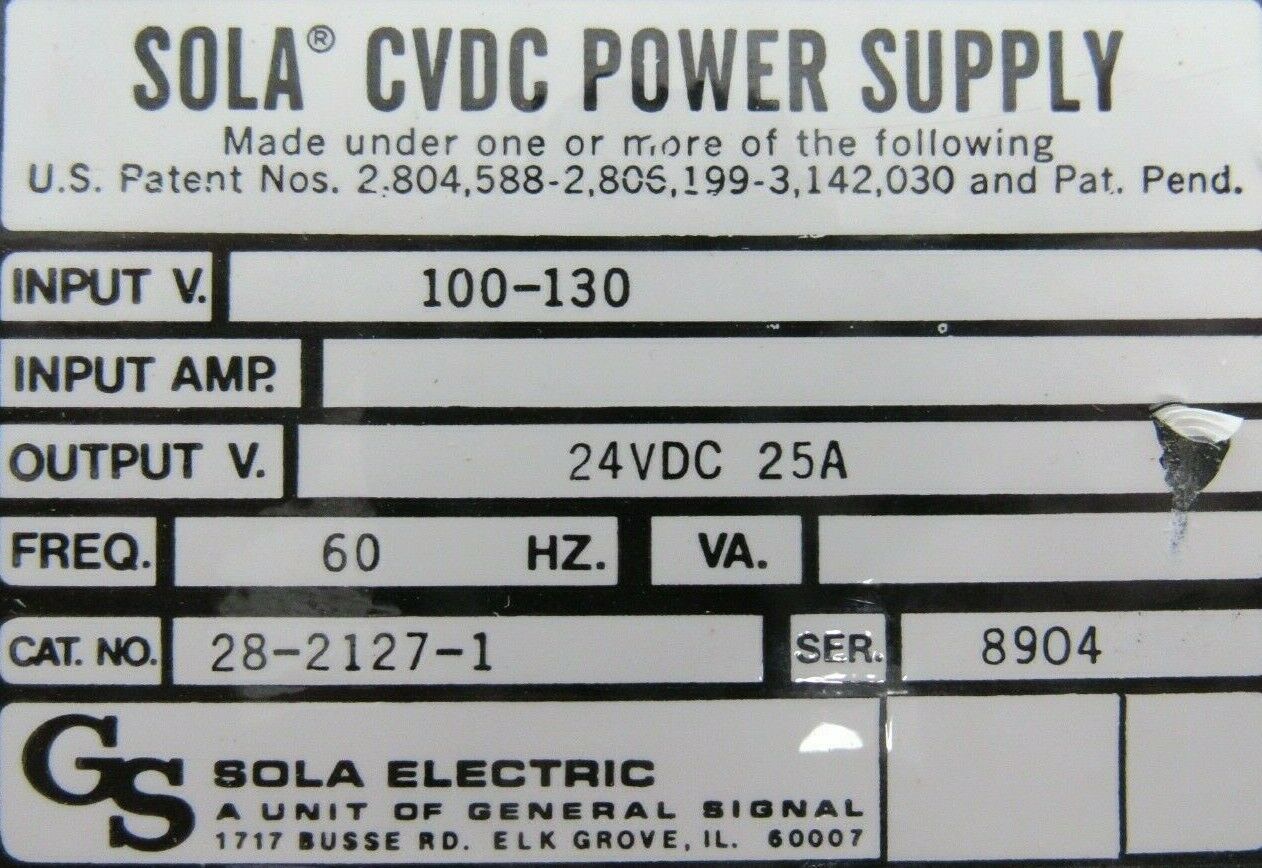 SOLA® CVDC POWER SUPPLY
Made under one or more of the following
U.S. Patent Nos. 2,804,588-2,806,199-3,142,030 and Pat. Pend.
INPUT V. 100-130
INPUT AMP.
OUTPUT V. 24VDC 25A
FREQ. 60 HZ. VA.
CAT. NO. 28-2127-1 SER. 8904
GS SOLA ELECTRIC
A UNIT OF GENERAL SIGNAL
1717 BUSSE RD. ELK GROVE, IL. 60007